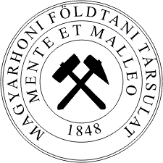 MAGYARHONI FÖLDTANI TÁRSULAT
MENTE ET MALLEO
1848